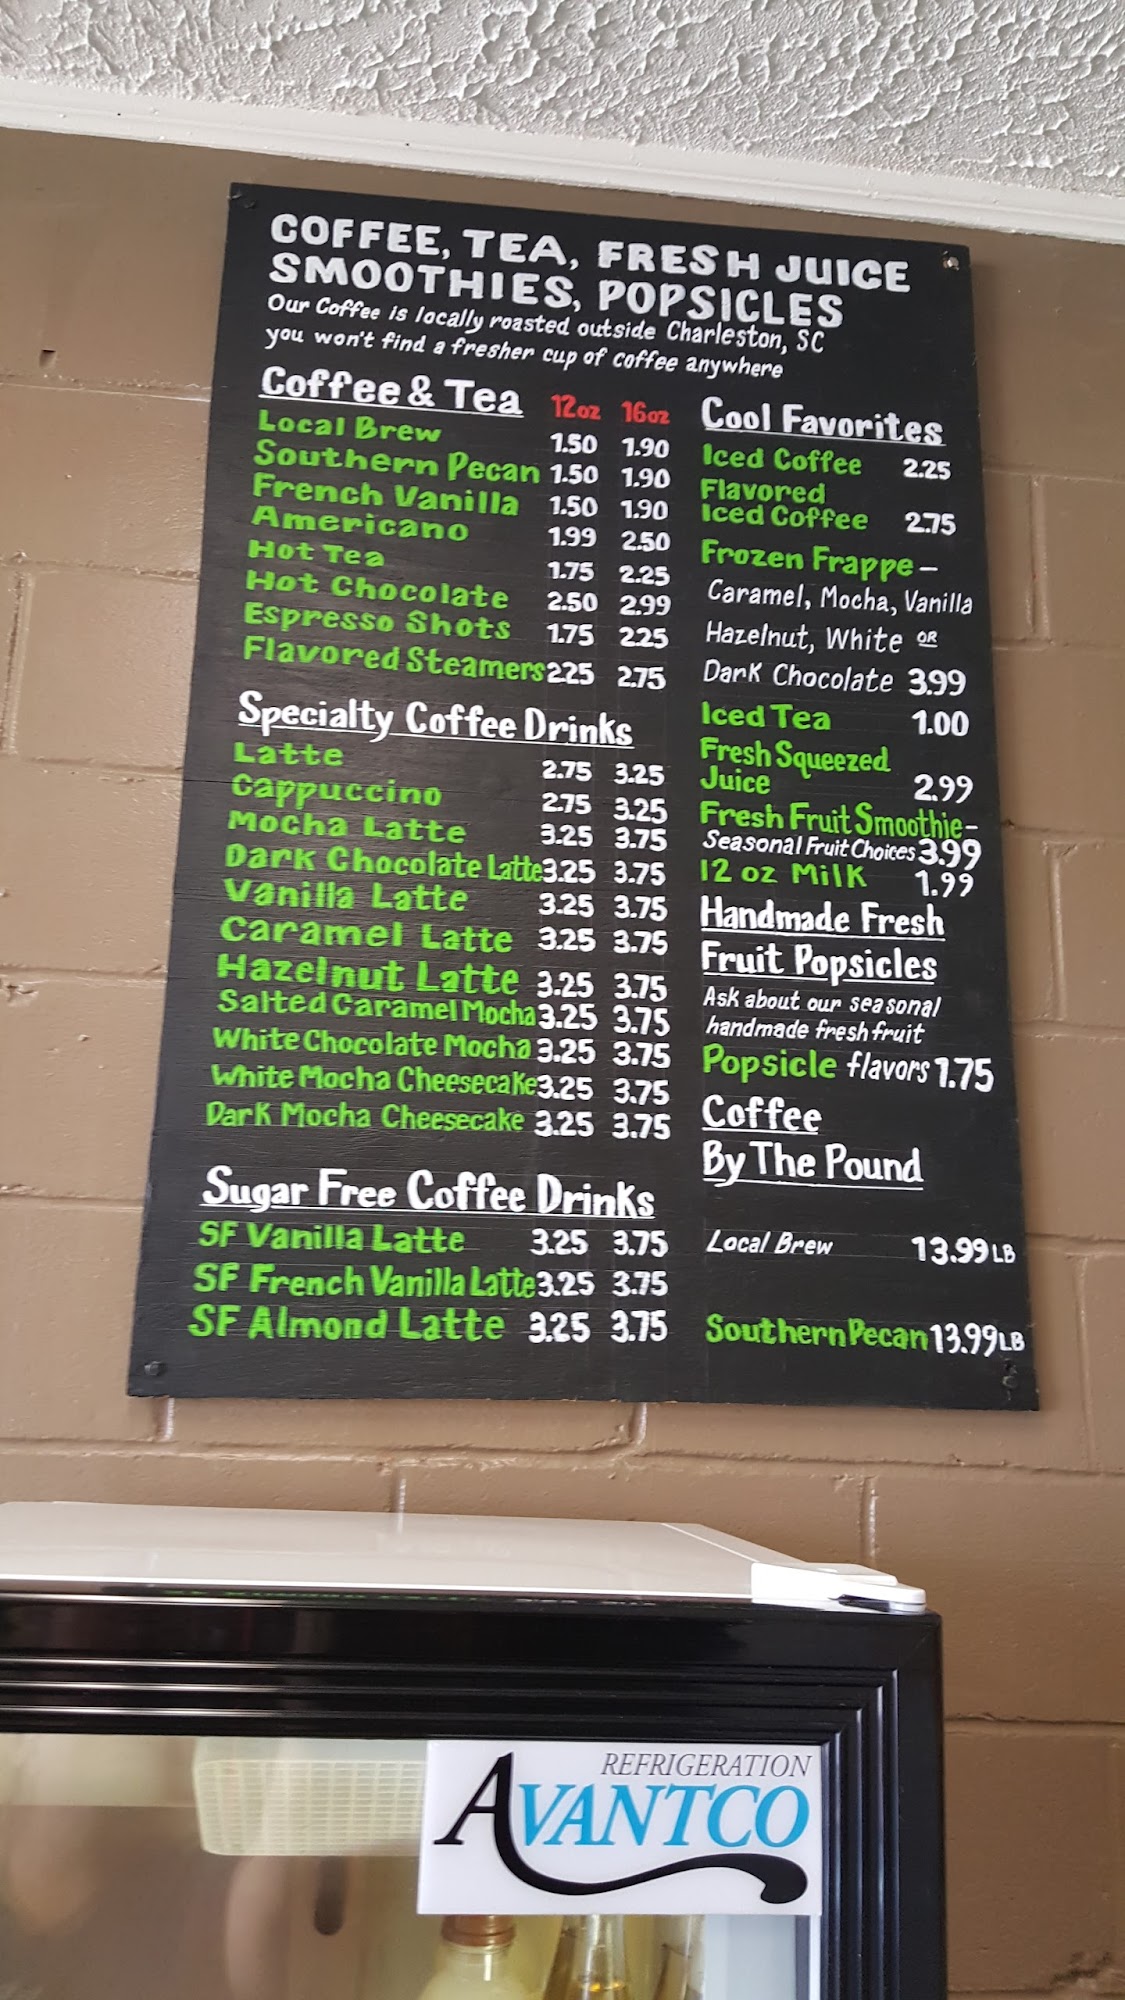 COFFEE, TEA, FRESH JUICE
SMOOTHIES, POPSICLES
Our Coffee is locally roasted outside Charleston, SC
you won't find a fresher cup of coffee anywhere
Coffee & Tea 12oz 16oz
Local Brew 1.50 1.90
Southern Pecan 1.50 1.90
French Vanilla 1.50 1.90
Americano 1.99 2.50
Hot Tea 1.75 2.25
Hot Chocolate 2.50 2.99
Espresso Shots 1.75 2.25
Flavored Steamers 2.25 2.75
Specialty Coffee Drinks
Latte 2.75 3.25
Cappuccino 2.75 3.25
Mocha Latte 3.25 3.75
Dark Chocolate Latte 3.25 3.75
Vanilla Latte 3.25 3.75
Caramel Latte 3.25 3.75
Hazelnut Latte 3.25 3.75
Salted Caramel Mocha 3.25 3.75
White Chocolate Mocha 3.25 3.75
White Mocha Cheesecake 3.25 3.75
Dark Mocha Cheesecake 3.25 3.75
Sugar Free Coffee Drinks
SF Vanilla Latte 3.25 3.75
SF French Vanilla Latte 3.25 3.75
SF Almond Latte 3.25 3.75
Cool Favorites
Iced Coffee 2.25
Flavored
Iced Coffee 2.75
Frozen Frappe -
Caramel, Mocha, Vanilla
Hazelnut, White OR
Dark Chocolate 3.99
Iced Tea 1.00
Fresh Squeezed
Juice 2.99
Fresh Fruit Smoothie -
Seasonal Fruit Choices 3.99
12 oz Milk 1.99
Handmade Fresh
Fruit Popsicles
Ask about our seasonal
handmade fresh fruit
Popsicle flavors 1.75
Coffee
By The Pound
Local Brew 13.99 LB
Southern Pecan 13.99 LB
REFRIGERATION
AVANTCO